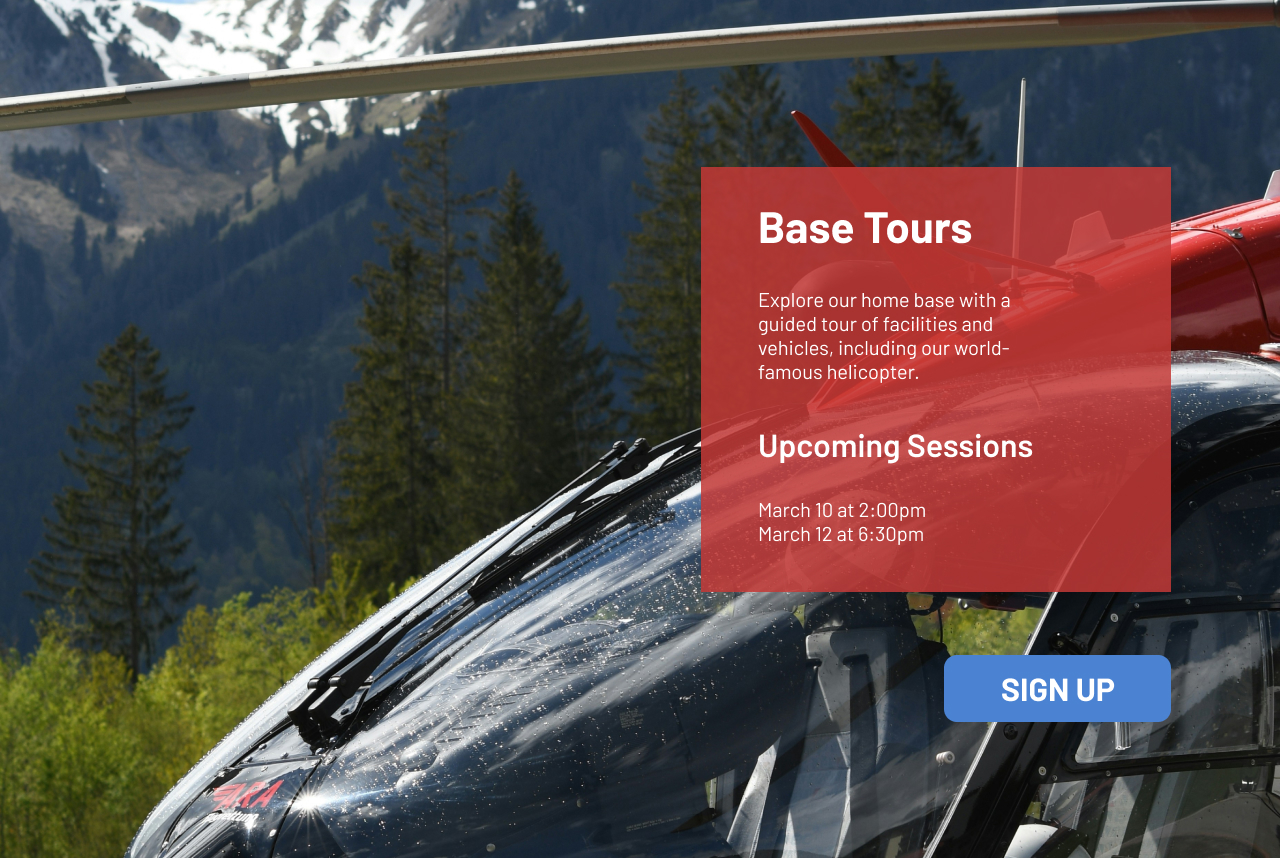 Base Tours
Explore our home base with a
guided tour of facilities and
vehicles, including our world-
famous helicopter.
Upcoming Sessions
March 10 at 2:00pm
March 12 at 6:30pm
SIGN UP
ARA